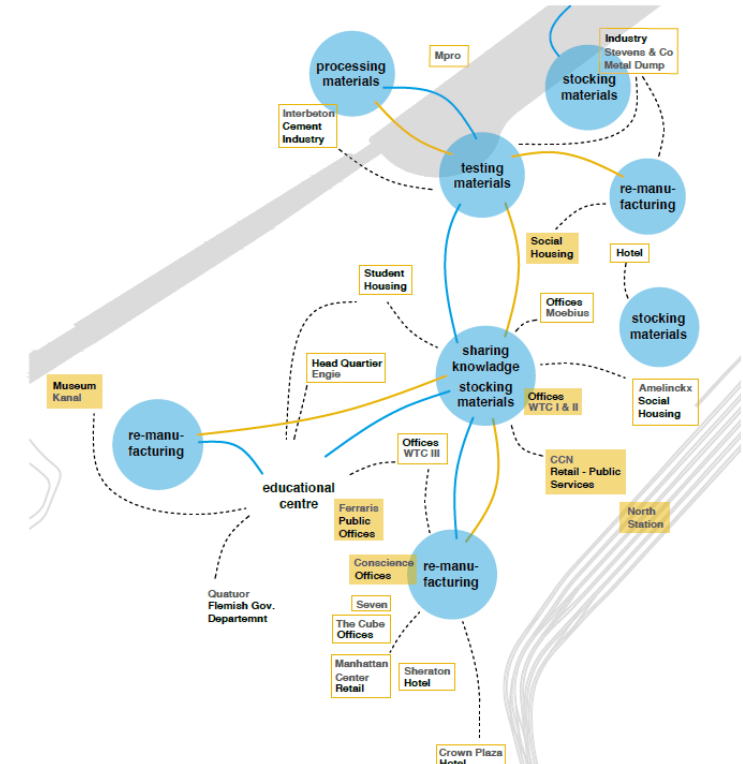 Industry
Stevens & Co
Metal Dump
Mpro
processing
materials
stocking
materials
Interbeton
Cement
Industry
testing
materials
re-manu-
facturing
Social
Housing
Hotel
Student
Housing
Offices
Moebius
stocking
materials
sharing
knowladge
stocking
materials
Head Quartier
Engie
Museum
Kanal
Offices
WTC I & II
Amelinckx
Social
Housing
re-manu-
facturing
Offices
WTC III
CCN
Retail - Public
Services
educational
centre
Ferraris
Public
Offices
North
Station
Conscience
Offices
re-manu-
facturing
Quatuor
Flemish Gov.
Departemnt
Seven
The Cube
Offices
Manhattan
Center
Retail
Sheraton
Hotel
Crown Plaza
Hotel